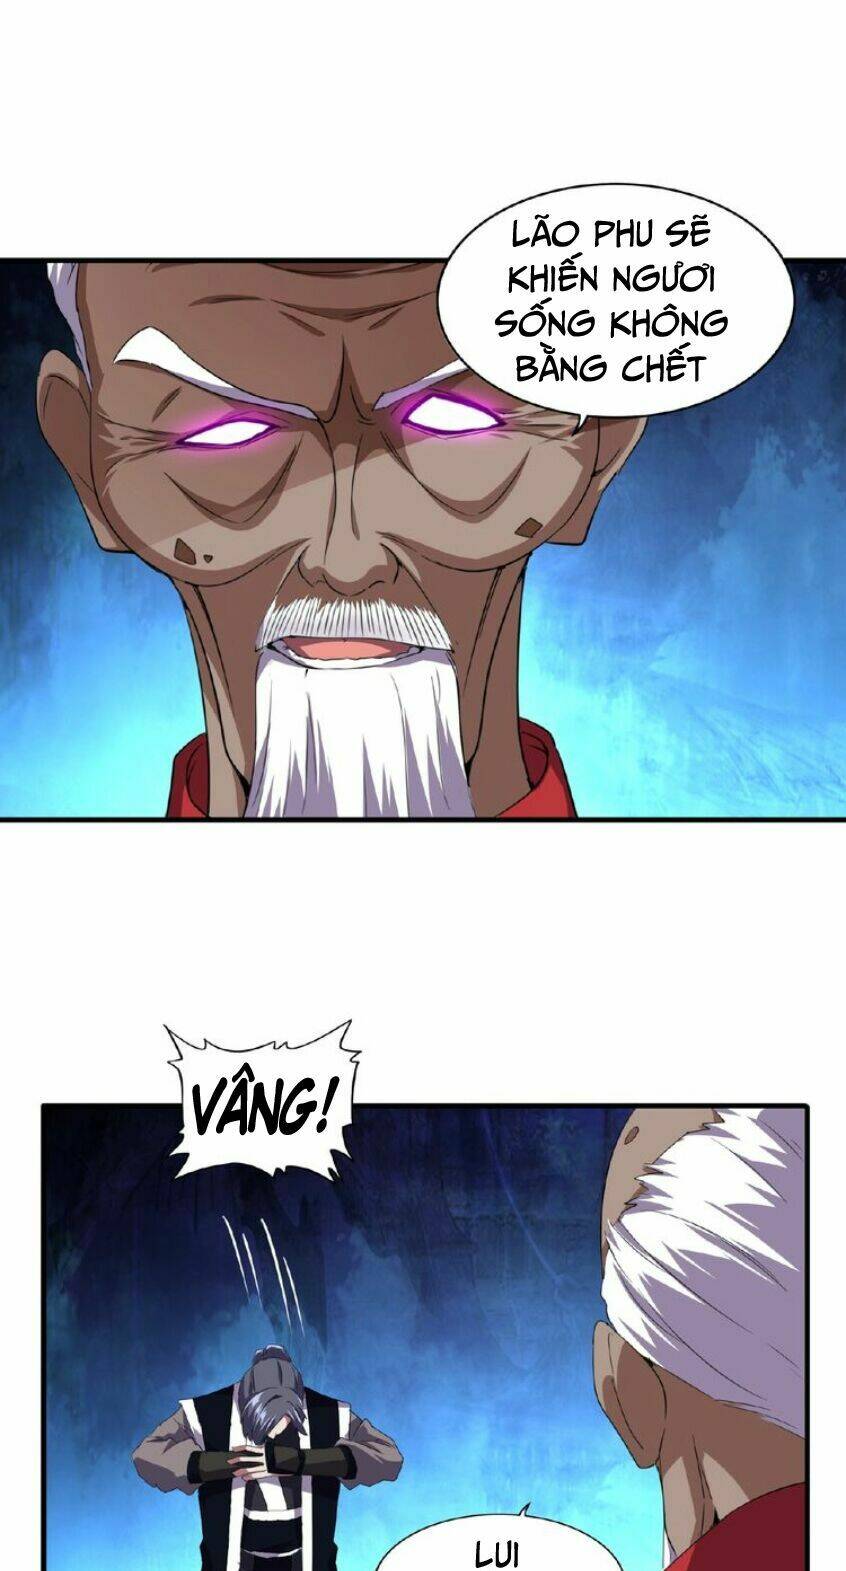 LÃO PHU SẼ
KHIẾN NGƯƠI
SỐNG KHÔNG
BẰNG CHẾT
VÂNG!
LUI